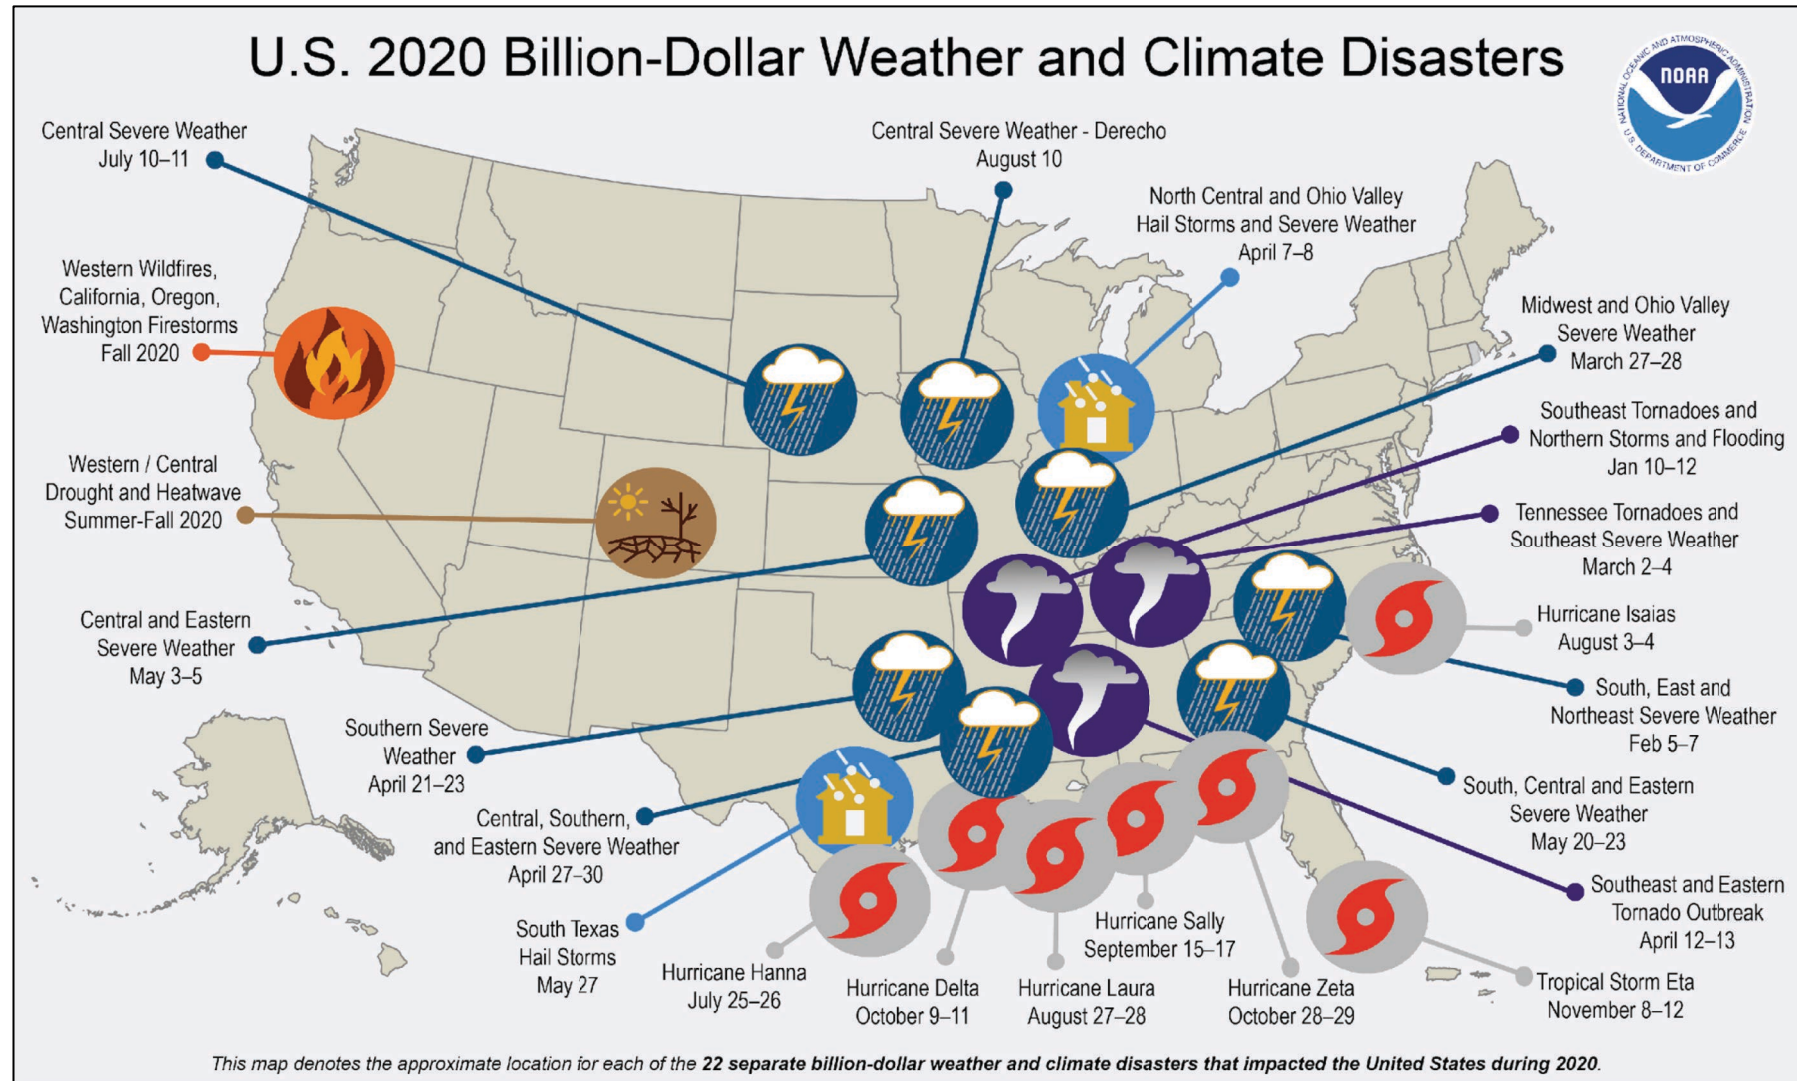 U.S. 2020 Billion-Dollar Weather and Climate Disasters
NATIONAL OCEANIC AND ATMOSPHERIC ADMINISTRATION
NOAA
U.S. DEPARTMENT OF COMMERCE
Central Severe Weather
July 10–11
Central Severe Weather - Derecho
August 10
North Central and Ohio Valley
Hail Storms and Severe Weather
April 7–8
Western Wildfires,
California, Oregon,
Washington Firestorms
Fall 2020
Midwest and Ohio Valley
Severe Weather
March 27–28
Southeast Tornadoes and
Northern Storms and Flooding
Jan 10–12
Western / Central
Drought and Heatwave
Summer-Fall 2020
Tennessee Tornadoes and
Southeast Severe Weather
March 2–4
Central and Eastern
Severe Weather
May 3–5
Hurricane Isaias
August 3–4
South, East and
Northeast Severe Weather
Feb 5–7
Southern Severe
Weather
April 21–23
South, Central and Eastern
Severe Weather
May 20–23
Central, Southern,
and Eastern Severe Weather
April 27–30
Southeast and Eastern
Tornado Outbreak
April 12–13
South Texas
Hail Storms
May 27
Hurricane Hanna
July 25–26
Hurricane Delta
October 9–11
Hurricane Laura
August 27–28
Hurricane Sally
September 15–17
Hurricane Zeta
October 28–29
Tropical Storm Eta
November 8–12
This map denotes the approximate location for each of the 22 separate billion-dollar weather and climate disasters that impacted the United States during 2020.